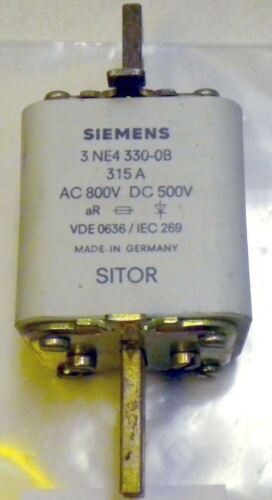 SIEMENS
3 NE4 330-0B
315 A
AC 800V DC 500V
aR
VDE 0636 / IEC 269
MADE IN GERMANY
SITOR